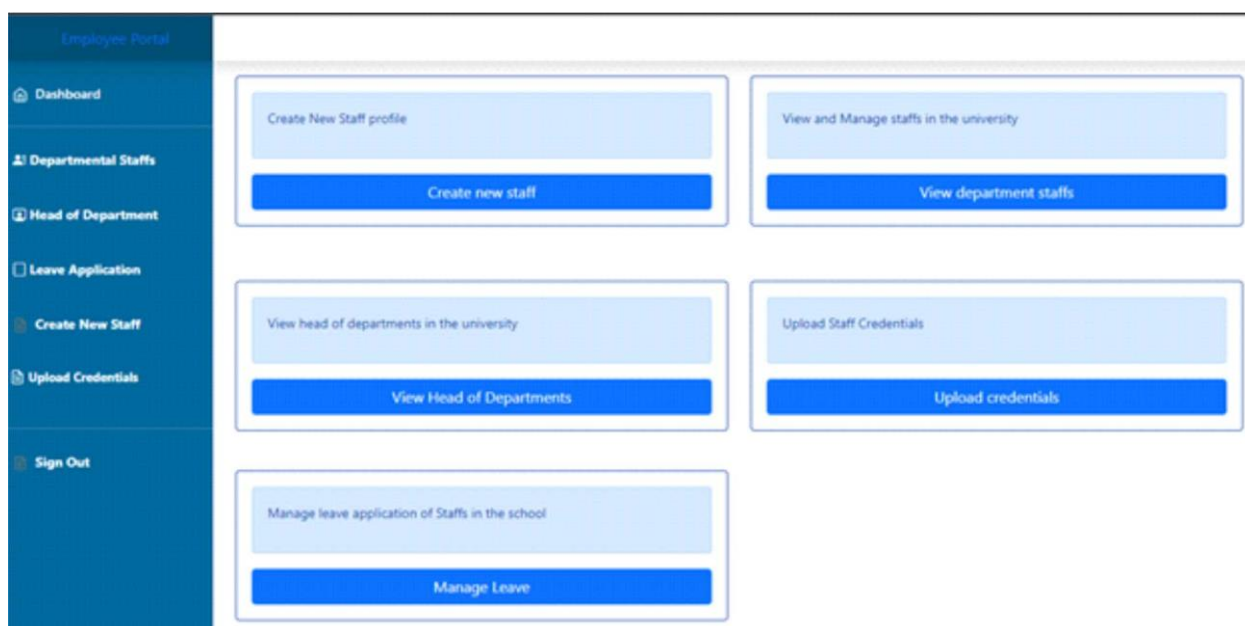 Employee Portal
Dashboard
Departmental Staffs
Head of Department
Leave Application
Create New Staff
Upload Credentials
Sign Out
Create New Staff profile
Create new staff
View and Manage staffs in the university
View department staffs
View head of departments in the university
View Head of Departments
Upload Staff Credentials
Upload credentials
Manage leave application of Staffs in the school
Manage Leave